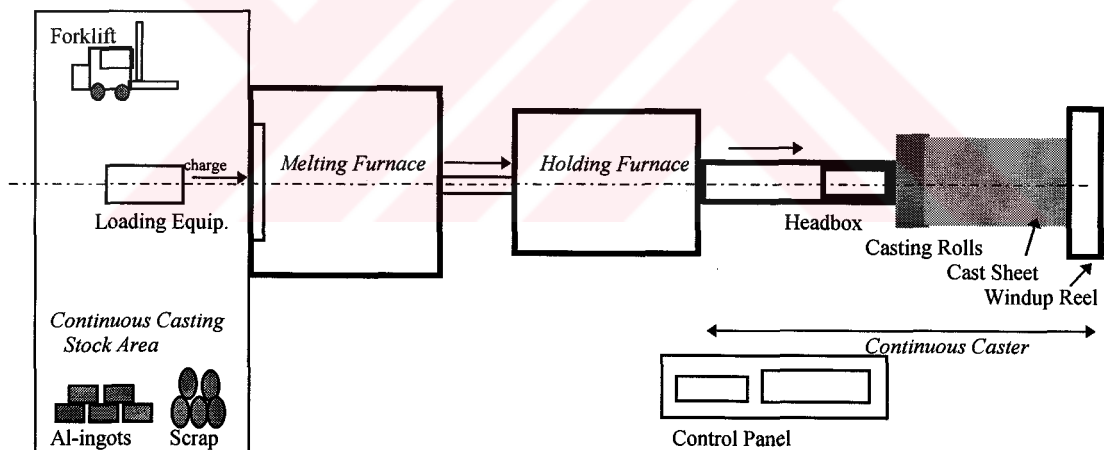 Forklift
charge
Loading Equip.
Melting Furnace
Holding Furnace
Headbox
Casting Rolls
Cast Sheet
Windup Reel
Continuous Casting
Stock Area
Continuous Caster
Al-ingots
Scrap
Control Panel